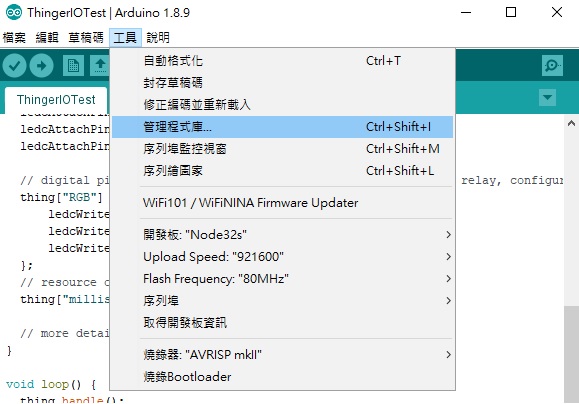 ThingerIOTest | Arduino 1.8.9
檔案 編輯 草稿碼 工具 說明
ThingerIOTest
自動格式化 Ctrl+T
封存草稿碼
修正編碼並重新載入
管理程式庫... Ctrl+Shift+I
序列埠監控視窗 Ctrl+Shift+M
序列繪圖家 Ctrl+Shift+L
WiFi101 / WiFiNINA Firmware Updater
開發板: "Node32s"
Upload Speed: "921600"
Flash Frequency: "80MHz"
序列埠
取得開發板資訊
燒錄器: "AVRISP mkII"
燒錄Bootloader
ledcAttachPin
ledcAttachPin
// digital pi relay, configur
thing["RGB"]
ledcWrite
ledcWrite
ledcWrite
};
// resource o
thing["millis
// more detai
}
void loop() {
thing.handle();